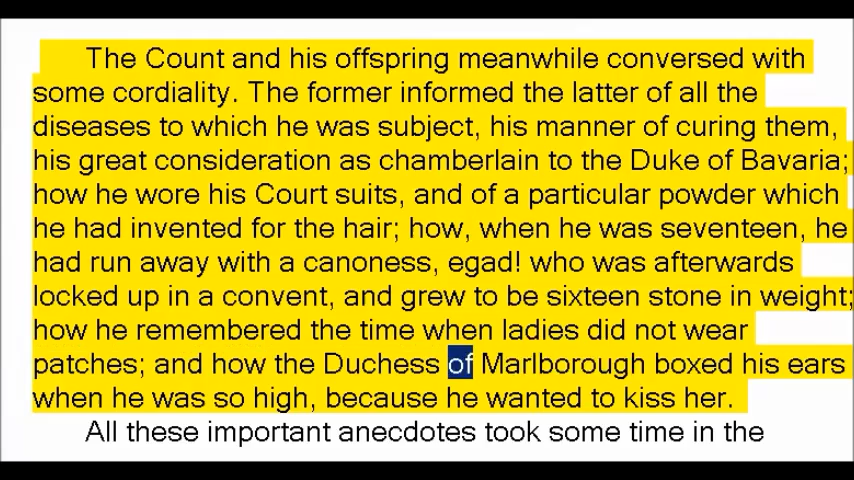 The Count and his offspring meanwhile conversed with
some cordiality. The former informed the latter of all the
diseases to which he was subject, his manner of curing them,
his great consideration as chamberlain to the Duke of Bavaria;
how he wore his Court suits, and of a particular powder which
he had invented for the hair; how, when he was seventeen, he
had run away with a canoness, egad! who was afterwards
locked up in a convent, and grew to be sixteen stone in weight;
how he remembered the time when ladies did not wear
patches; and how the Duchess of Marlborough boxed his ears
when he was so high, because he wanted to kiss her.
All these important anecdotes took some time in the